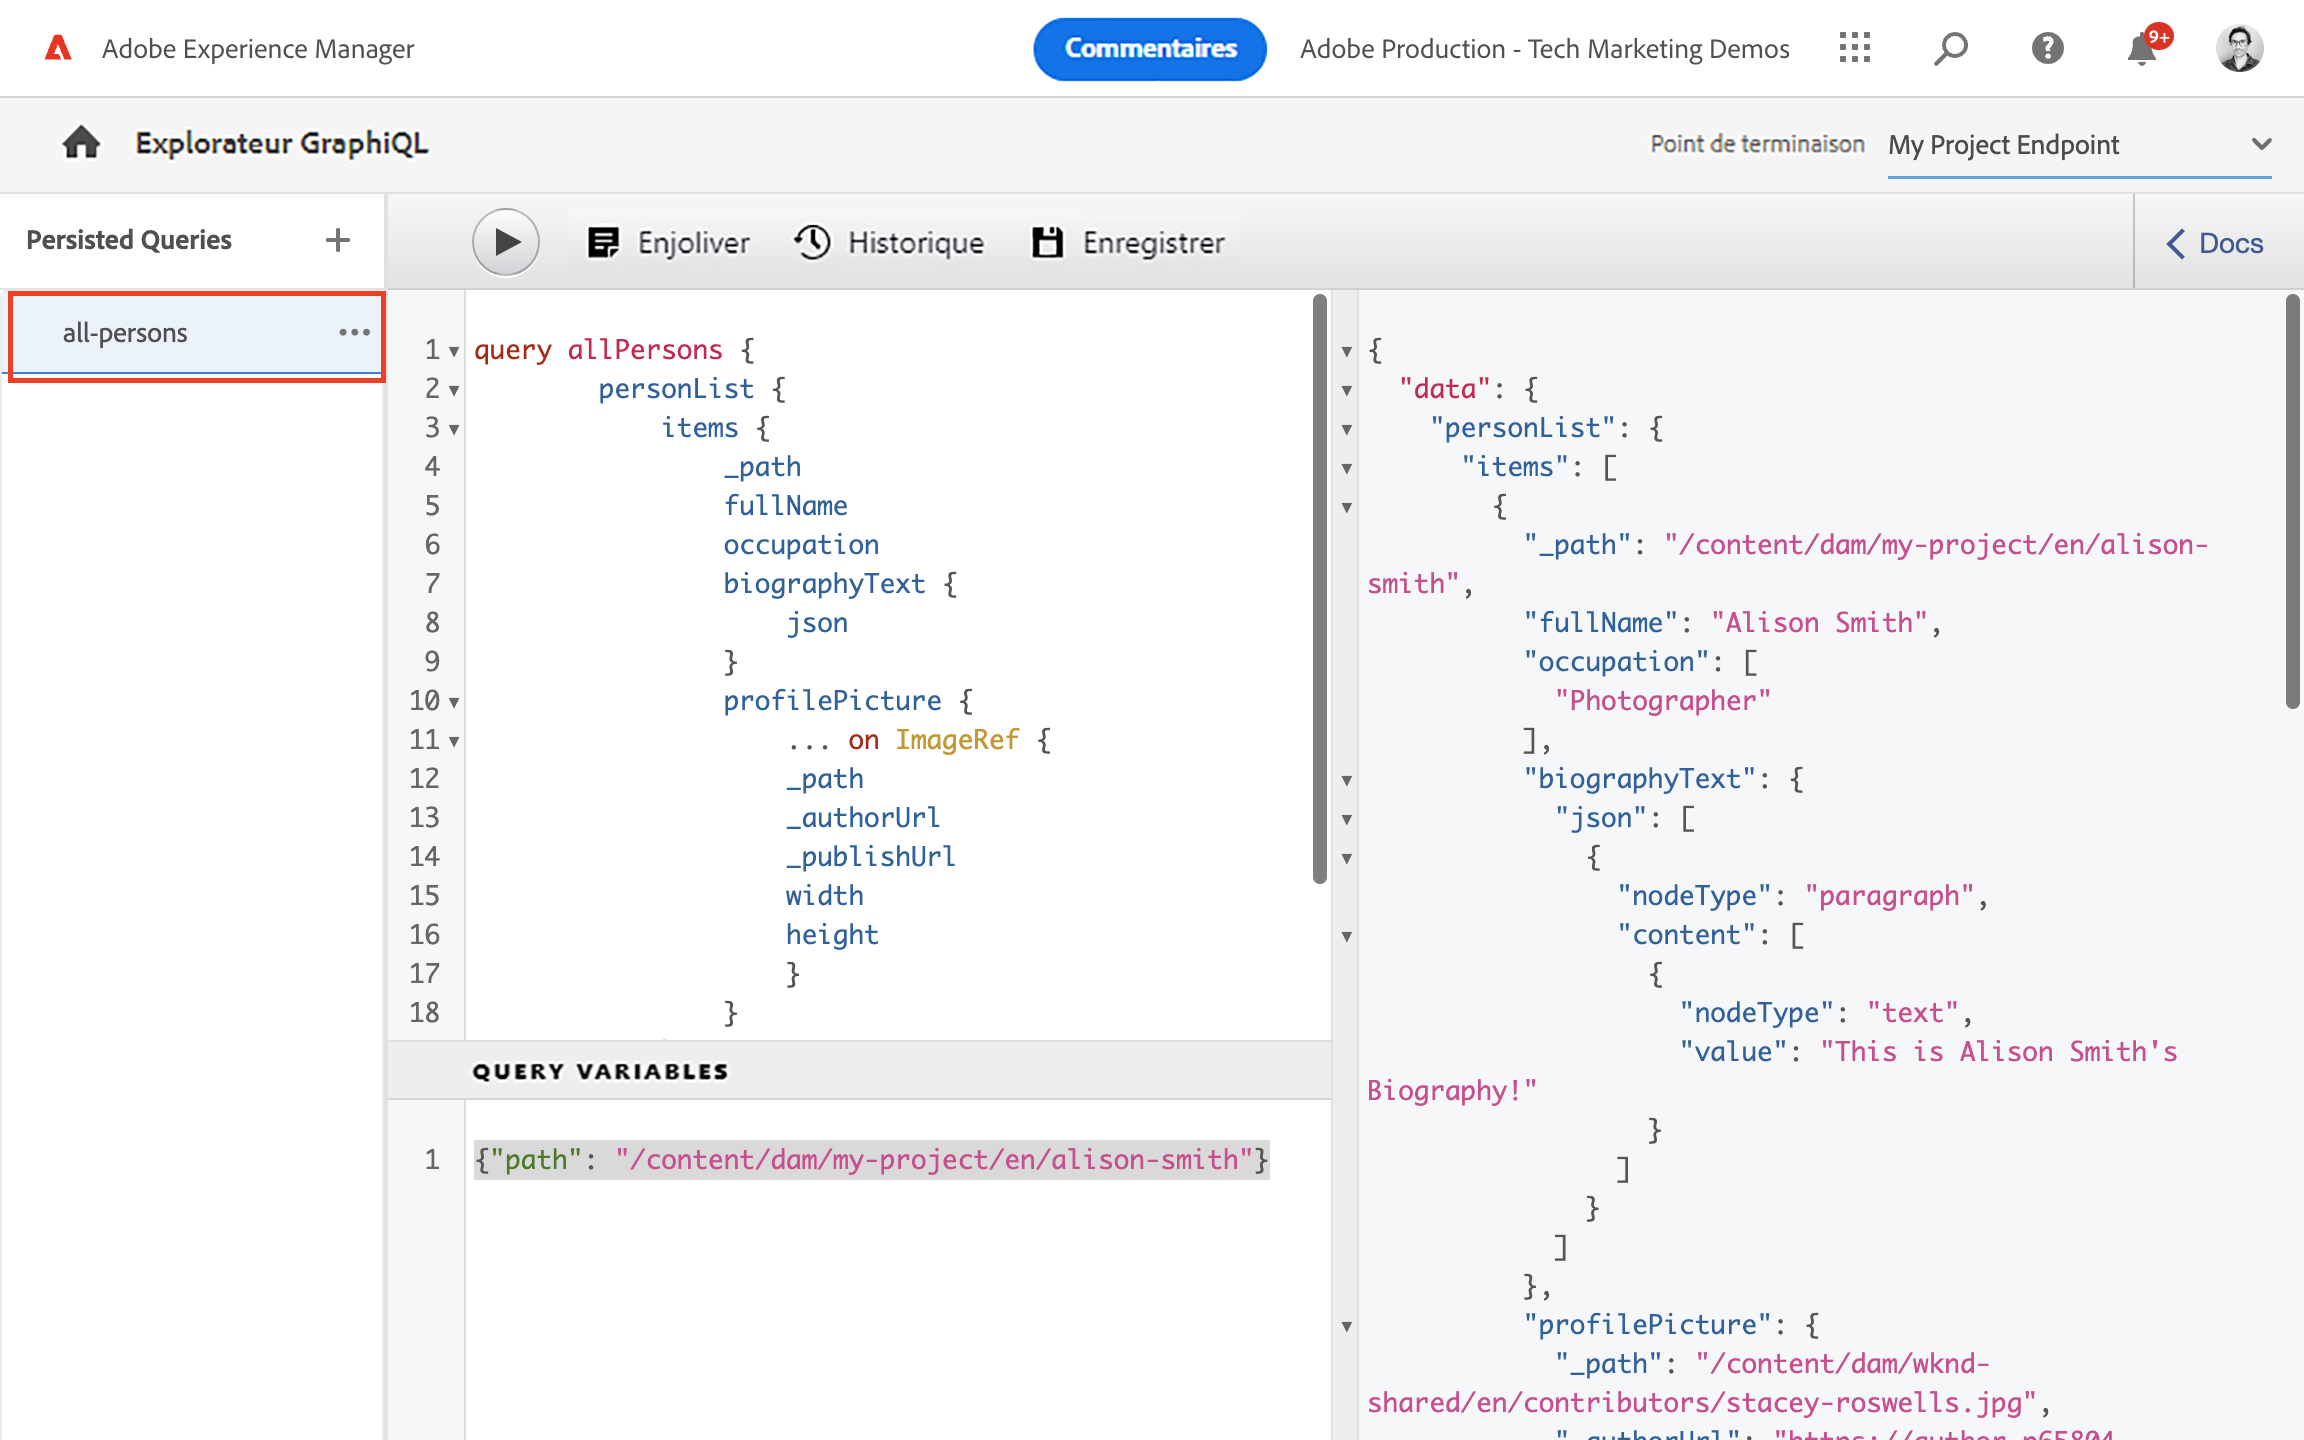 Adobe Experience Manager
Commentaires
Adobe Production - Tech Marketing Demos
9+
Explorateur GraphiQL
Point de terminaison
My Project Endpoint
Persisted Queries
Enjoliver
Historique
Enregistrer
Docs
all-persons
1 query allPersons {
2 personList {
3 items {
4 _path
5 fullName
6 occupation
7 biographyText {
8 json
9 }
10 profilePicture {
11 ... on ImageRef {
12 _path
13 _authorUrl
14 _publishUrl
15 width
16 height
17 }
18 }
QUERY VARIABLES
1 {"path": "/content/dam/my-project/en/alison-smith"}
{
"data": {
"personList": {
"items": [
{
"_path": "/content/dam/my-project/en/alison-
smith",
"fullName": "Alison Smith",
"occupation": [
"Photographer"
],
"biographyText": {
"json": [
{
"nodeType": "paragraph",
"content": [
{
"nodeType": "text",
"value": "This is Alison Smith's
Biography!"
}
]
}
]
},
"profilePicture": {
"_path": "/content/dam/wknd-
shared/en/contributors/stacey-roswells.jpg",
"_authorUrl": "https://author-p65804